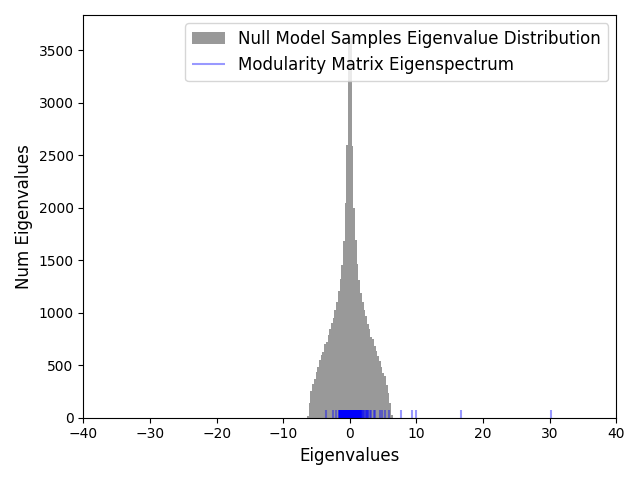 Null Model Samples Eigenvalue Distribution
Modularity Matrix Eigenspectrum
Num Eigenvalues
3500
3000
2500
2000
1500
1000
500
0
−40 −30 −20 −10 0 10 20 30 40
Eigenvalues